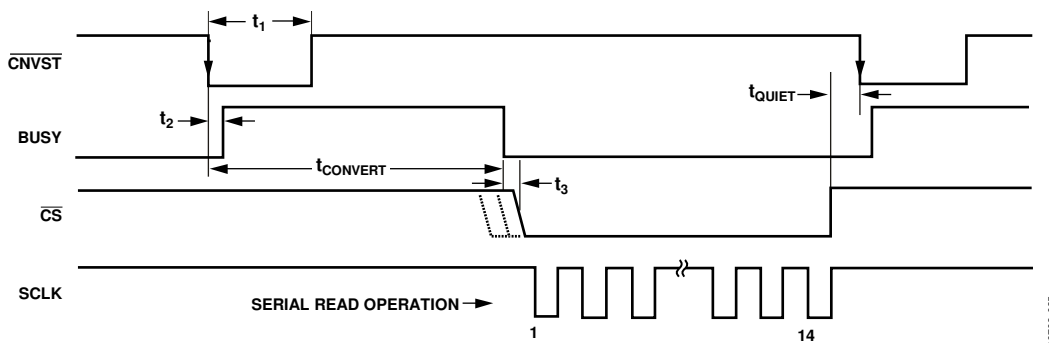 t1
CNVST
tQUIET
t2
BUSY
tCONVERT
t3
CS
SCLK
SERIAL READ OPERATION
1
14